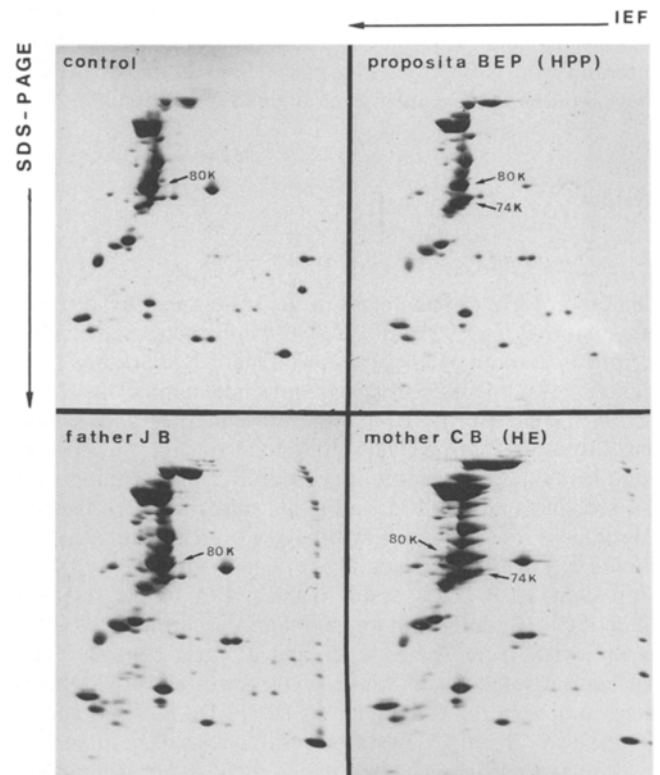 IEF
SDS-PAGE
control
80K
proposita BEP (HPP)
80K
74K
father JB
80K
mother CB (HE)
80K
74K